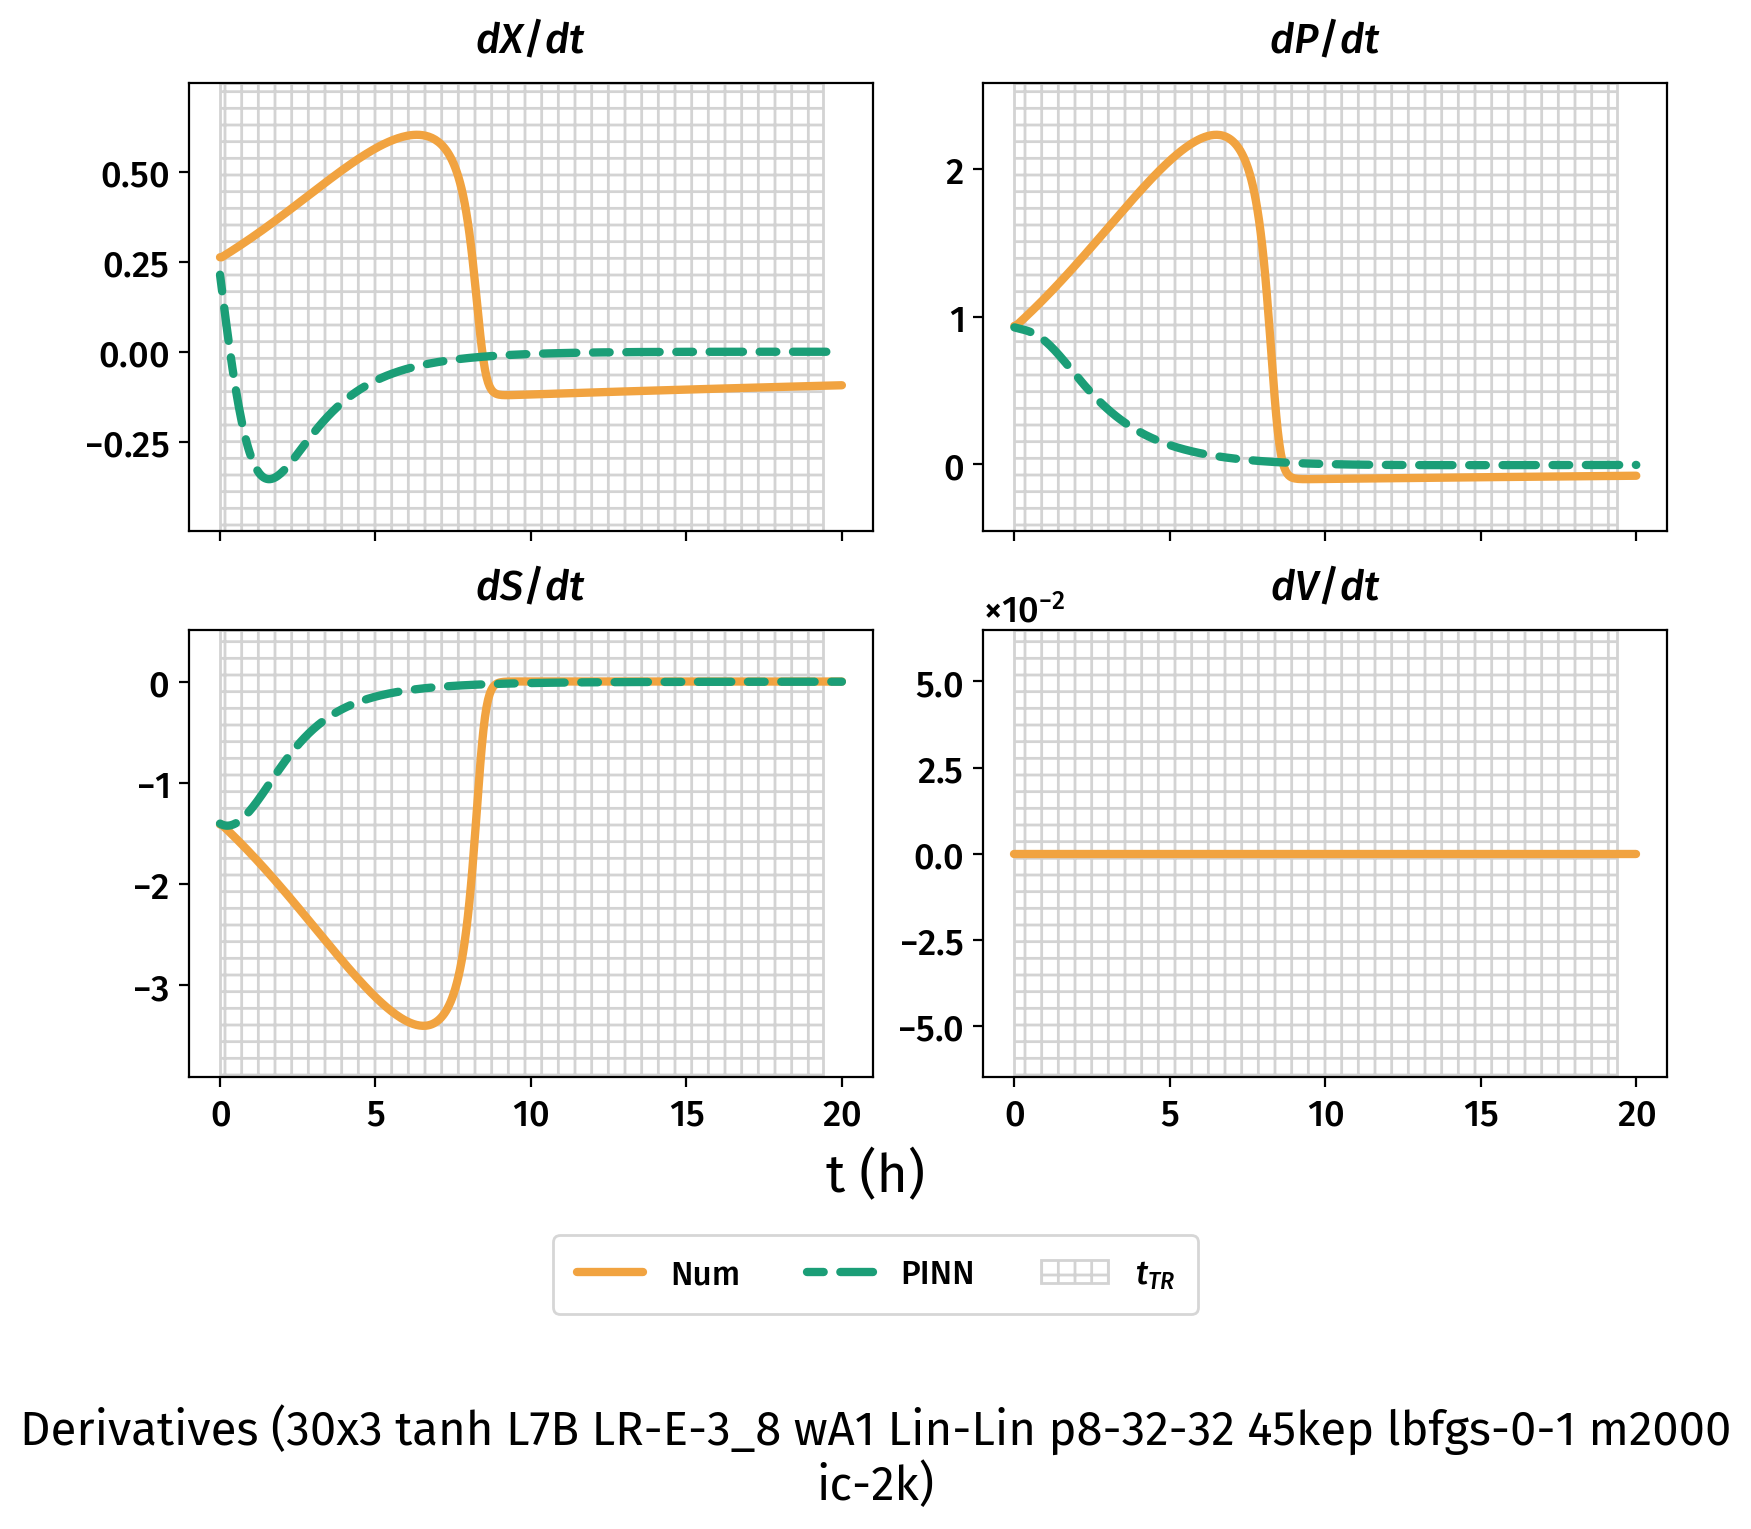 dX/dt
dP/dt
0.50
0.25
0.00
−0.25
2
1
0
dS/dt
dV/dt
×10⁻²
0
−1
−2
−3
5.0
2.5
0.0
−2.5
−5.0
0 5 10 15 20
0 5 10 15 20
t (h)
Num PINN t_TR
Derivatives (30x3 tanh L7B LR-E-3_8 wA1 Lin-Lin p8-32-32 45kep lbfgs-0-1 m2000
ic-2k)